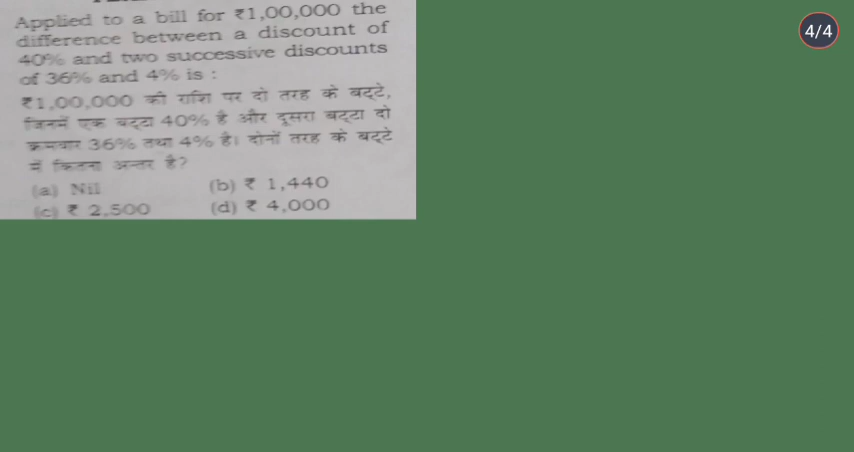 Applied to a bill for ₹1,00,000 the
difference between a discount of
40% and two successive discounts
of 36% and 4% is :
₹1,00,000 की राशि पर दो तरह के बट्टे,
जिनमें एक बट्टा 40% है और दूसरा बट्टा दो
क्रमवार 36% तथा 4% है। दोनों तरह के बट्टे
में कितना अन्तर है?
(a) Nil (b) ₹ 1,440
(c) ₹ 2,500 (d) ₹ 4,000
4/4